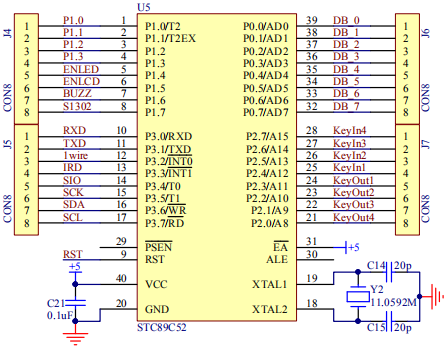 U5
J4 1 P1.0 1 P1.0/T2 P0.0/AD0 39 DB_0 1 J6
2 P1.1 2 P1.1/T2EX P0.1/AD1 38 DB_1 2
3 P1.2 3 P1.2 P0.2/AD2 37 DB_2 3
4 P1.3 4 P1.3 P0.3/AD3 36 DB_3 4
5 ENLED 5 P1.4 P0.4/AD4 35 DB_4 5
6 ENLCD 6 P1.5 P0.5/AD5 34 DB_5 6
7 BUZZ 7 P1.6 P0.6/AD6 33 DB_6 7
CON8 8 S1302 8 P1.7 P0.7/AD7 32 DB_7 8 CON8
J5 1 RXD 10 P3.0/RXD P2.7/A15 28 KeyIn4 1 J7
2 TXD 11 P3.1/TXD P2.6/A14 27 KeyIn3 2
3 1wire 12 P3.2/INT0 P2.5/A13 26 KeyIn2 3
4 IRD 13 P3.3/INT1 P2.4/A12 25 KeyIn1 4
5 SIO 14 P3.4/T0 P2.3/A11 24 KeyOut1 5
6 SCK 15 P3.5/T1 P2.2/A10 23 KeyOut2 6
7 SDA 16 P3.6/WR P2.1/A9 22 KeyOut3 7
CON8 8 SCL 17 P3.7/RD P2.0/A8 21 KeyOut4 8 CON8
29 PSEN EA 31 +5
RST 9 RST ALE 30
+5 C14 20p
40 VCC XTAL1 19
C21 Y2
0.1uF 11.0592M
20 GND XTAL2 18
STC89C52 C15 20p